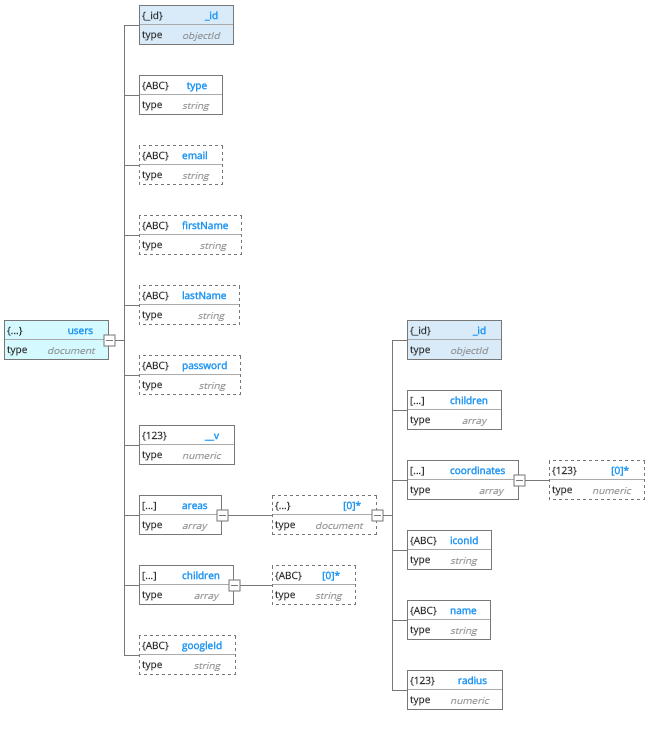 {_id} _id
type objectId
{ABC} type
type string
{ABC} email
type string
{ABC} firstName
type string
{ABC} lastName
type string
{...} users
type document
{ABC} password
type string
{123} __v
type numeric
[...] areas
type array
[...] children
type array
{ABC} googleId
type string
{...} [0]*
type document
{ABC} [0]*
type string
{_id} _id
type objectId
[...] children
type array
[...] coordinates
type array
{123} [0]*
type numeric
{ABC} iconId
type string
{ABC} name
type string
{123} radius
type numeric